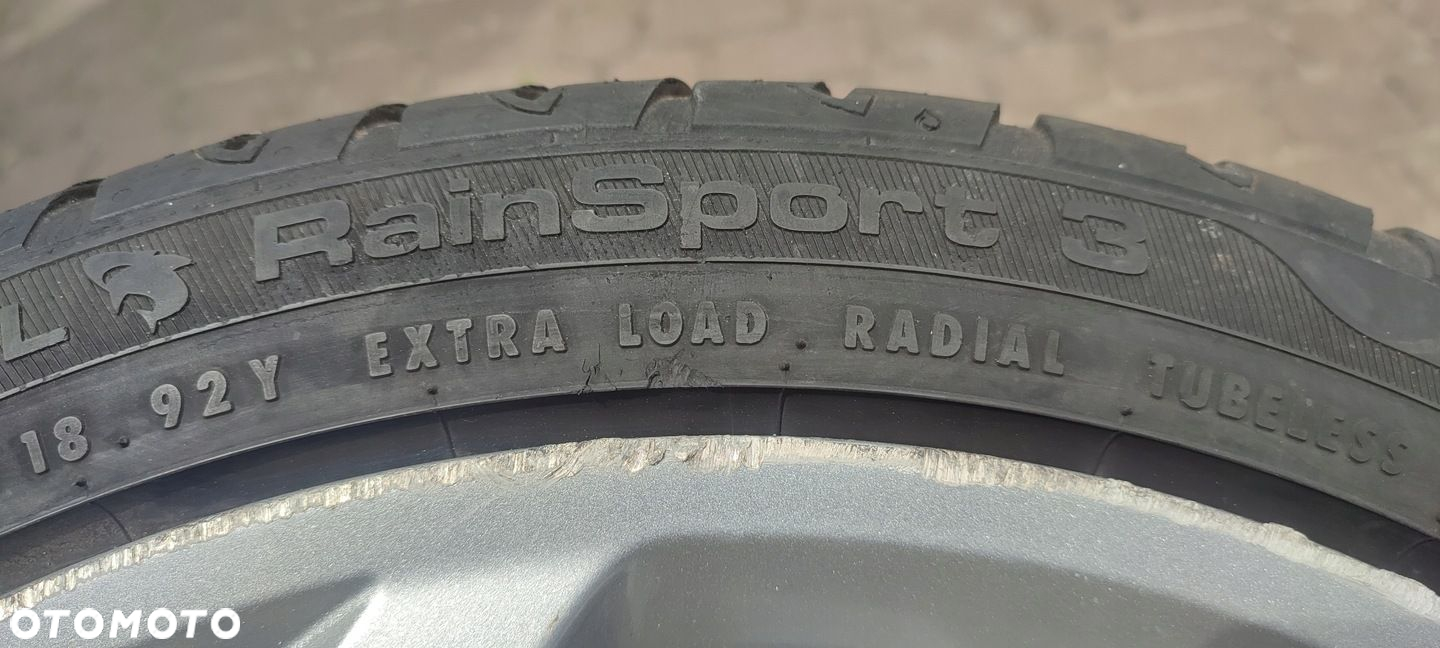 L RainSport 3
18 92Y EXTRA LOAD RADIAL TUBELESS
OTOMOTO